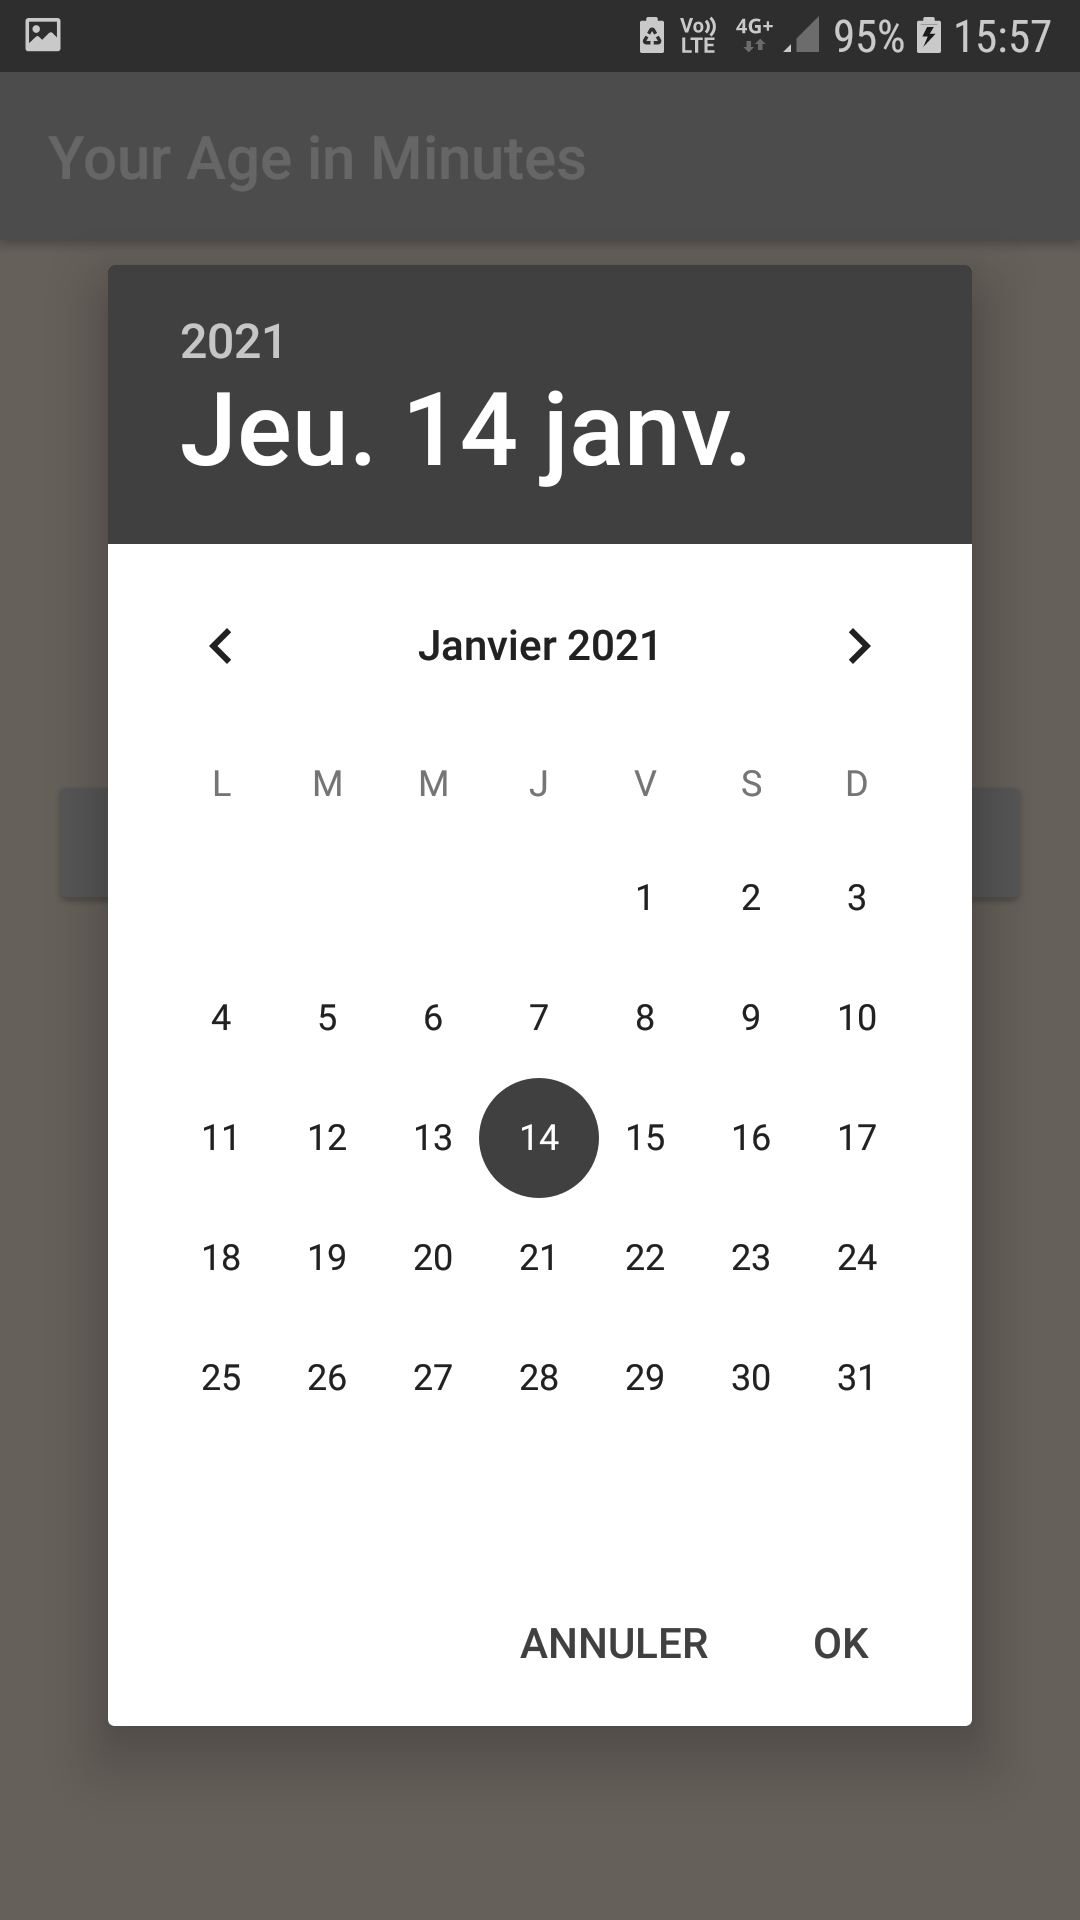 Vo)) LTE 4G+ 95% 15:57
Your Age in Minutes
2021
Jeu. 14 janv.
Janvier 2021
L M M J V S D
1 2 3
4 5 6 7 8 9 10
11 12 13 14 15 16 17
18 19 20 21 22 23 24
25 26 27 28 29 30 31
ANNULER OK